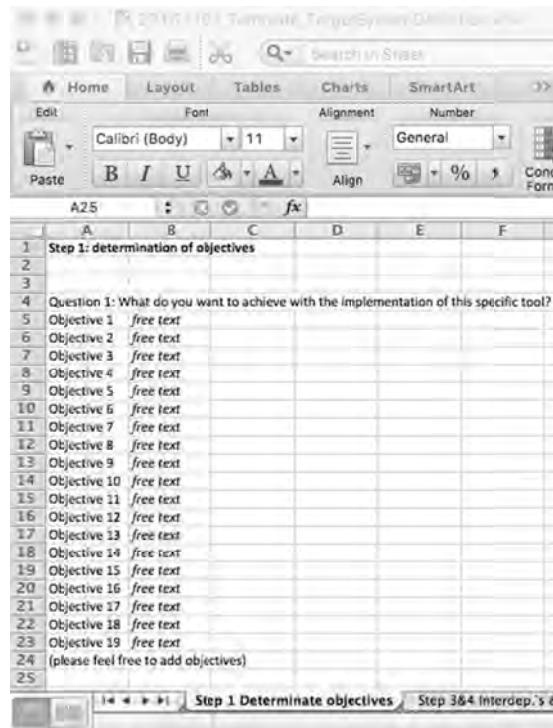 Search in Sheet
Home Layout Tables Charts SmartArt
Edit Font Alignment Number
Calibri (Body) 11 General
Paste B I U A Align % Cond
Form
A25 fx
A B C D E F
1 Step 1: determination of objectives
2
3
4 Question 1: What do you want to achieve with the implementation of this specific tool?
5 Objective 1 free text
6 Objective 2 free text
7 Objective 3 free text
8 Objective 4 free text
9 Objective 5 free text
10 Objective 6 free text
11 Objective 7 free text
12 Objective 8 free text
13 Objective 9 free text
14 Objective 10 free text
15 Objective 11 free text
16 Objective 12 free text
17 Objective 13 free text
18 Objective 14 free text
19 Objective 15 free text
20 Objective 16 free text
21 Objective 17 free text
22 Objective 18 free text
23 Objective 19 free text
24 (please feel free to add objectives)
25
Step 1 Determinate objectives Step 3&4 Interdep.'s